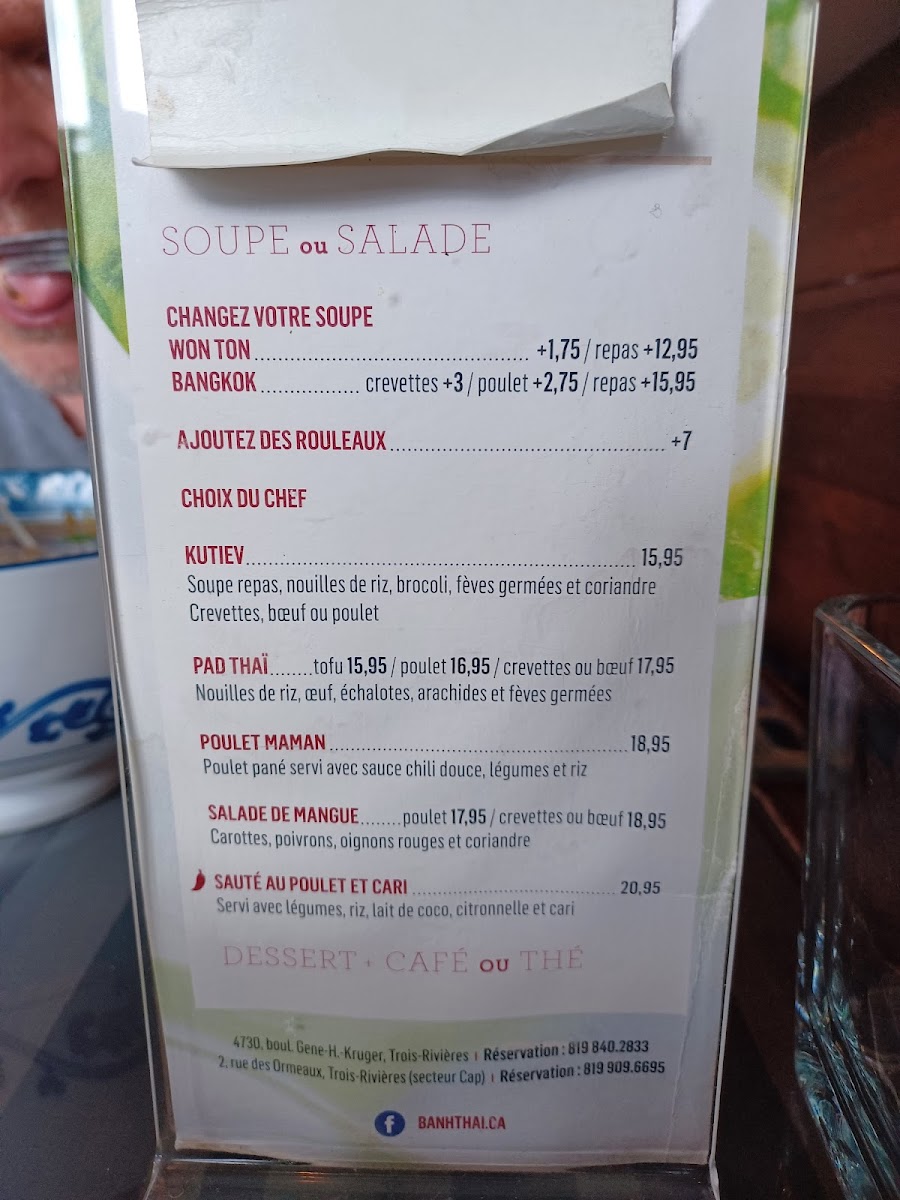 SOUPE ou SALADE
CHANGEZ VOTRE SOUPE
WON TON ........................................ +1,75 / repas +12,95
BANGKOK ................. crevettes +3 / poulet +2,75 / repas +15,95
AJOUTEZ DES ROULEAUX ........................................ +7
CHOIX DU CHEF
KUTIEV ........................................ 15,95
Soupe repas, nouilles de riz, brocoli, fèves germées et coriandre
Crevettes, bœuf ou poulet
PAD THAÏ........tofu 15,95 / poulet 16,95 / crevettes ou bœuf 17,95
Nouilles de riz, œuf, échalotes, arachides et fèves germées
POULET MAMAN ........................................ 18,95
Poulet pané servi avec sauce chili douce, légumes et riz
SALADE DE MANGUE........poulet 17,95 / crevettes ou bœuf 18,95
Carottes, poivrons, oignons rouges et coriandre
SAUTÉ AU POULET ET CARI ........................................ 20,95
Servi avec légumes, riz, lait de coco, citronnelle et cari
DESSERT + CAFÉ OU THÉ
4730, boul. Gene-H.-Kruger, Trois-Rivières | Réservation : 819 840.2833
2, rue des Ormeaux, Trois-Rivières (secteur Cap) | Réservation : 819 909.6695
f BANHTHAI.CA